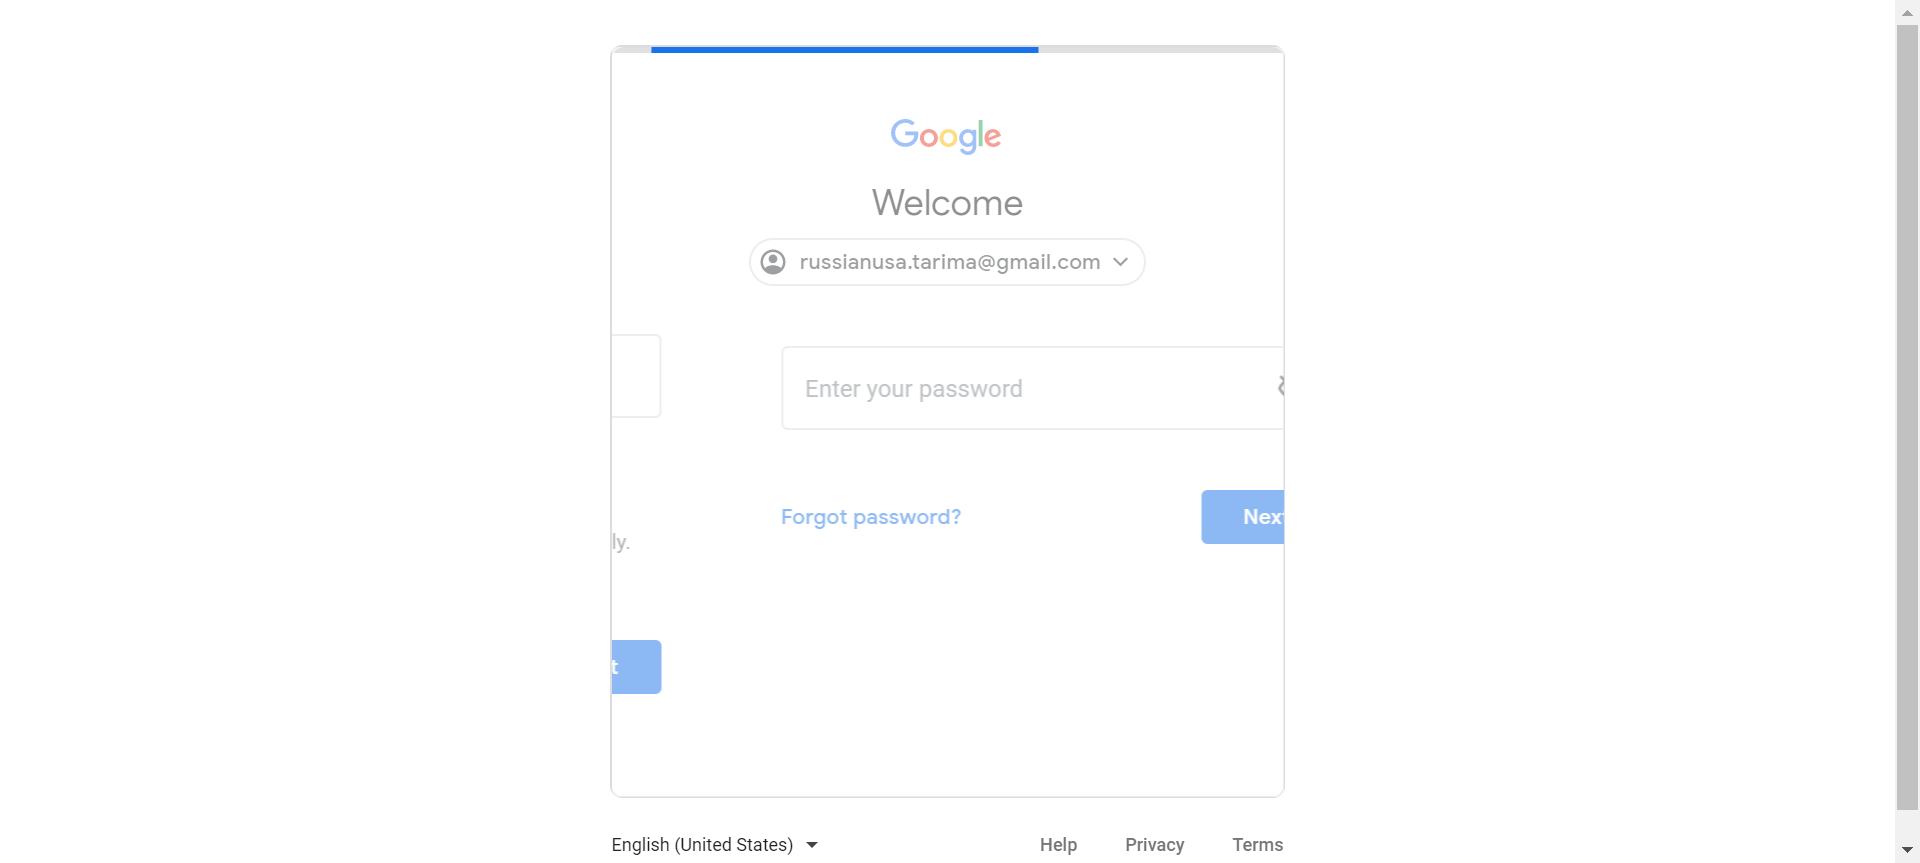 Google
Welcome
russianusa.tarima@gmail.com
Enter your password
Forgot password?
Nex
ly.
t
English (United States)
Help
Privacy
Terms